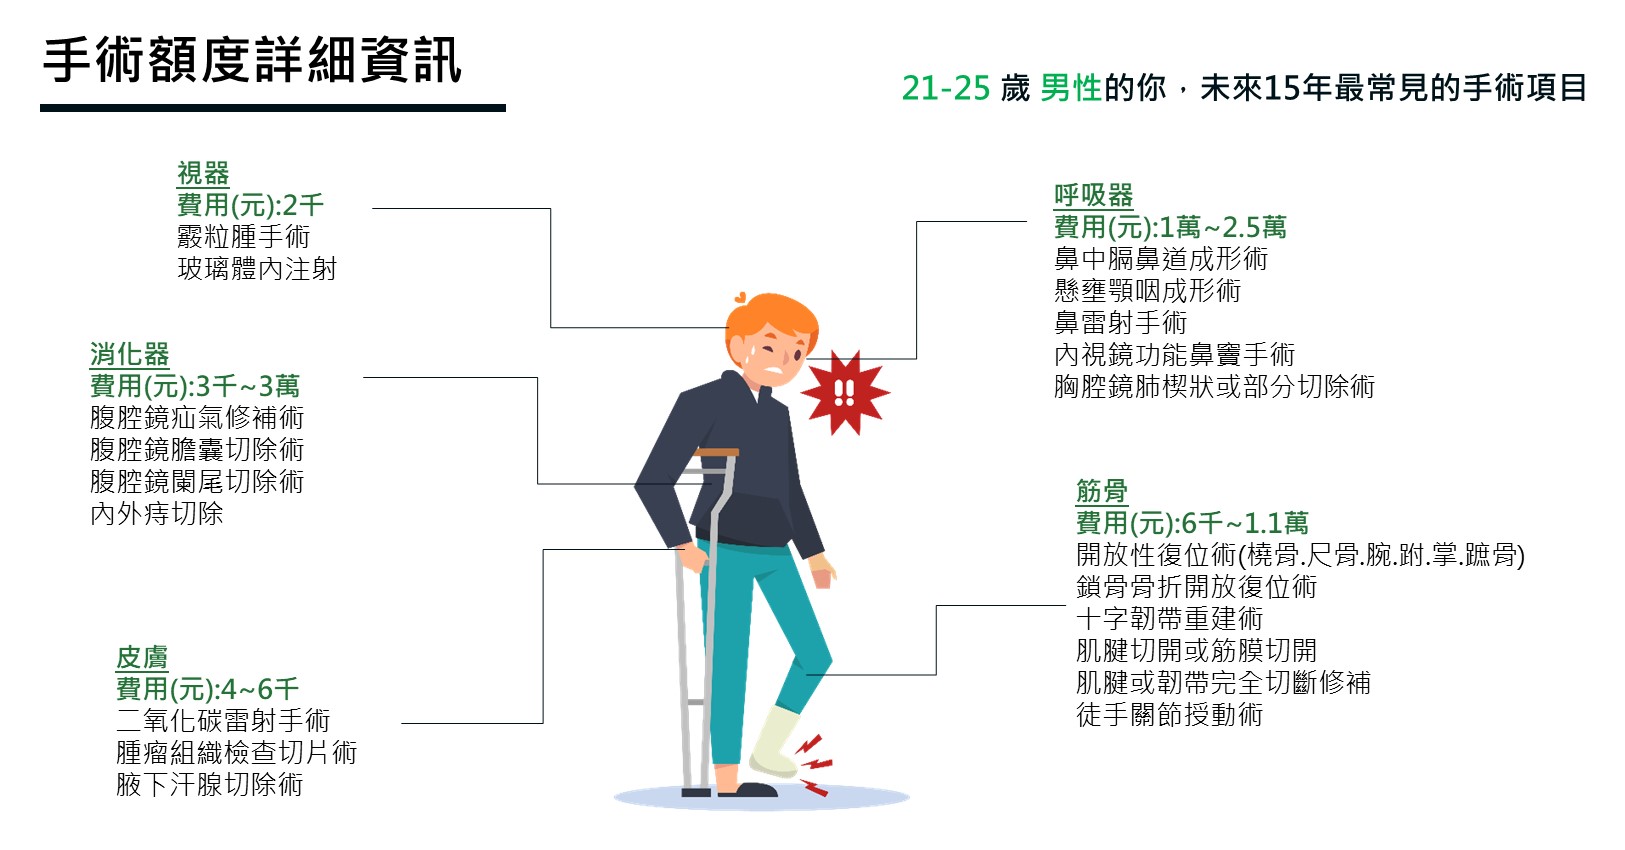 手術額度詳細資訊
21-25 歲 男性的你，未來15年最常見的手術項目
視器
費用(元):2千
霰粒腫手術
玻璃體內注射
消化器
費用(元):3千~3萬
腹腔鏡疝氣修補術
腹腔鏡膽囊切除術
腹腔鏡闌尾切除術
內外痔切除
皮膚
費用(元):4~6千
二氧化碳雷射手術
腫瘤組織檢查切片術
腋下汗腺切除術
呼吸器
費用(元):1萬~2.5萬
鼻中膈鼻道成形術
懸壅顎咽成形術
鼻雷射手術
內視鏡功能鼻竇手術
胸腔鏡肺楔狀或部分切除術
筋骨
費用(元):6千~1.1萬
開放性復位術(橈骨.尺骨.腕.跗.掌.蹠骨)
鎖骨骨折開放復位術
十字韌帶重建術
肌腱切開或筋膜切開
肌腱或韌帶完全切斷修補
徒手關節授動術
!!